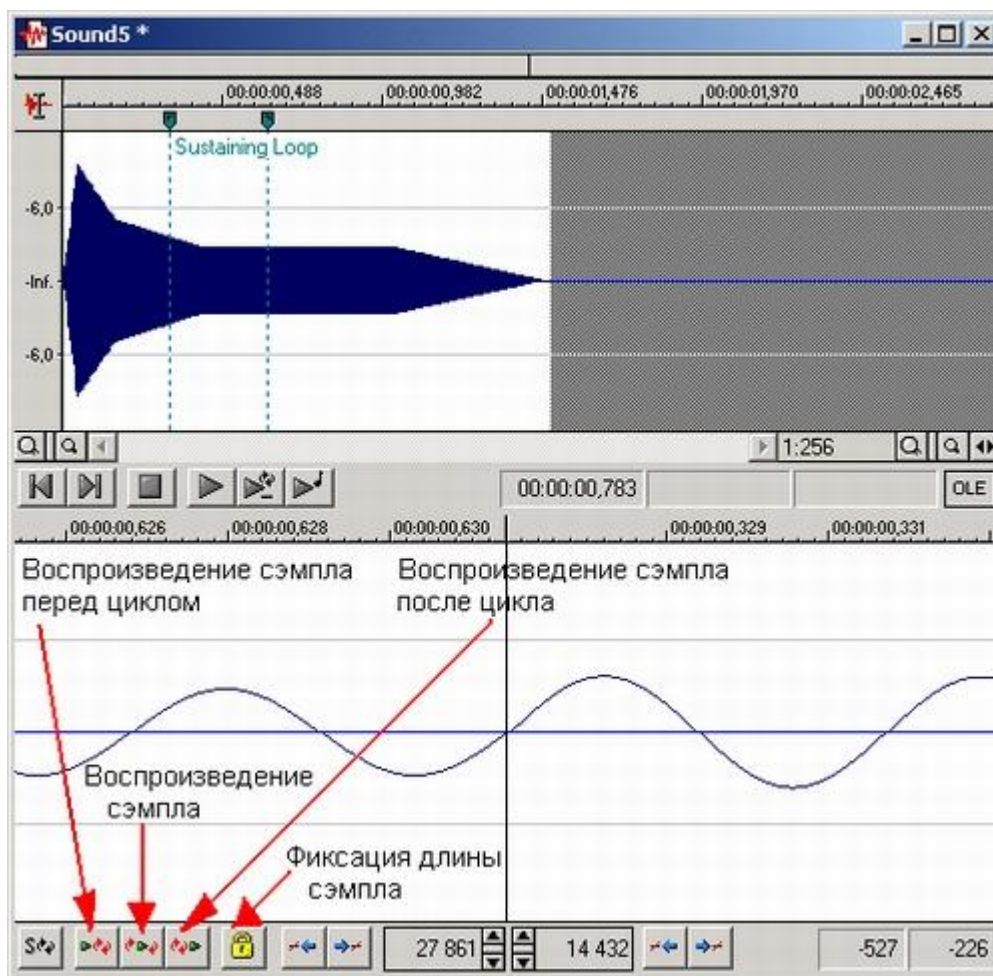 Sound5 *
00:00:00,488 00:00:00,982 00:00:01,476 00:00:01,970 00:00:02,465
Sustaining Loop
-6,0
-Inf.
-6,0
1:256
00:00:00,783 OLE
00:00:00,626 00:00:00,628 00:00:00,630 00:00:00,329 00:00:00,331
Воспроизведение сэмпла
перед циклом
Воспроизведение сэмпла
после цикла
Воспроизведение
сэмпла
Фиксация длины
сэмпла
S 27 861 14 432 -527 -226